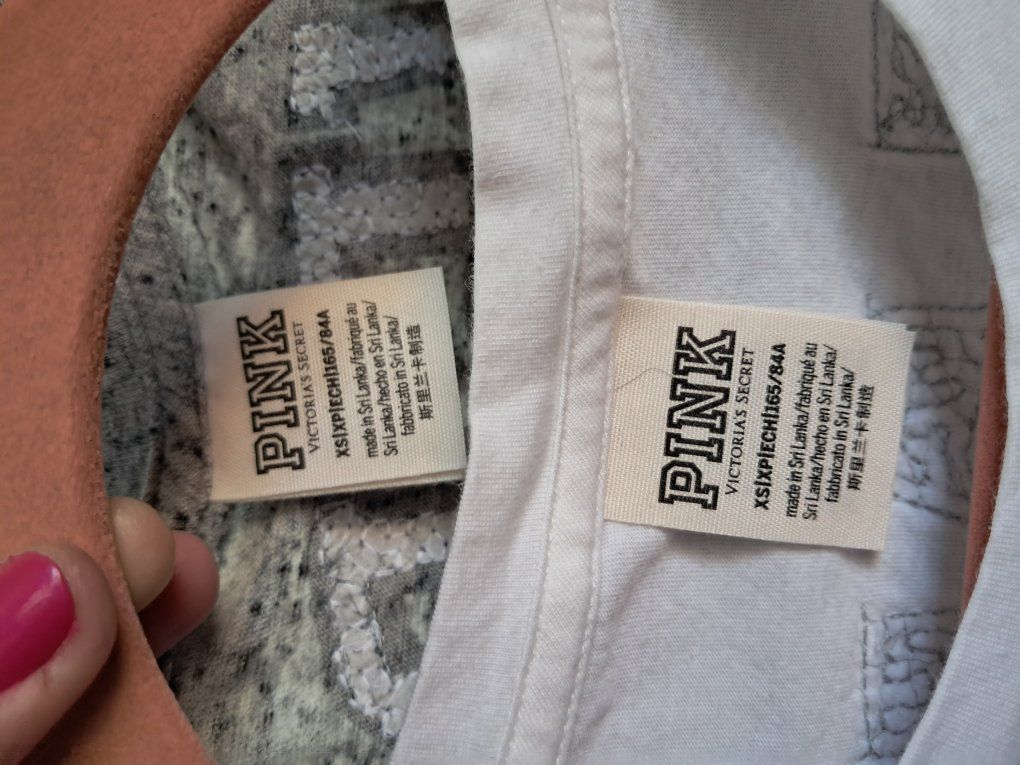 PINK
VICTORIA'S SECRET
XS|XP|ECH|165/84A
made in Sri Lanka/fabriqué au
Sri Lanka/hecho en Sri Lanka/
fabbricato in Sri Lanka/
斯里兰卡制造
PINK
VICTORIA'S SECRET
XS|XP|ECH|165/84A
made in Sri Lanka/fabriqué au
Sri Lanka/hecho en Sri Lanka/
fabbricato in Sri Lanka/
斯里兰卡制造